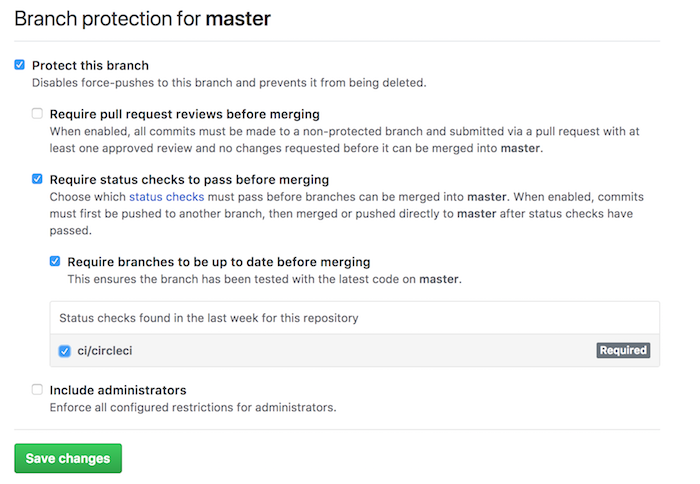 Branch protection for master
Protect this branch
Disables force-pushes to this branch and prevents it from being deleted.
Require pull request reviews before merging
When enabled, all commits must be made to a non-protected branch and submitted via a pull request with at
least one approved review and no changes requested before it can be merged into master.
Require status checks to pass before merging
Choose which status checks must pass before branches can be merged into master. When enabled, commits
must first be pushed to another branch, then merged or pushed directly to master after status checks have
passed.
Require branches to be up to date before merging
This ensures the branch has been tested with the latest code on master.
Status checks found in the last week for this repository
ci/circleci Required
Include administrators
Enforce all configured restrictions for administrators.
Save changes